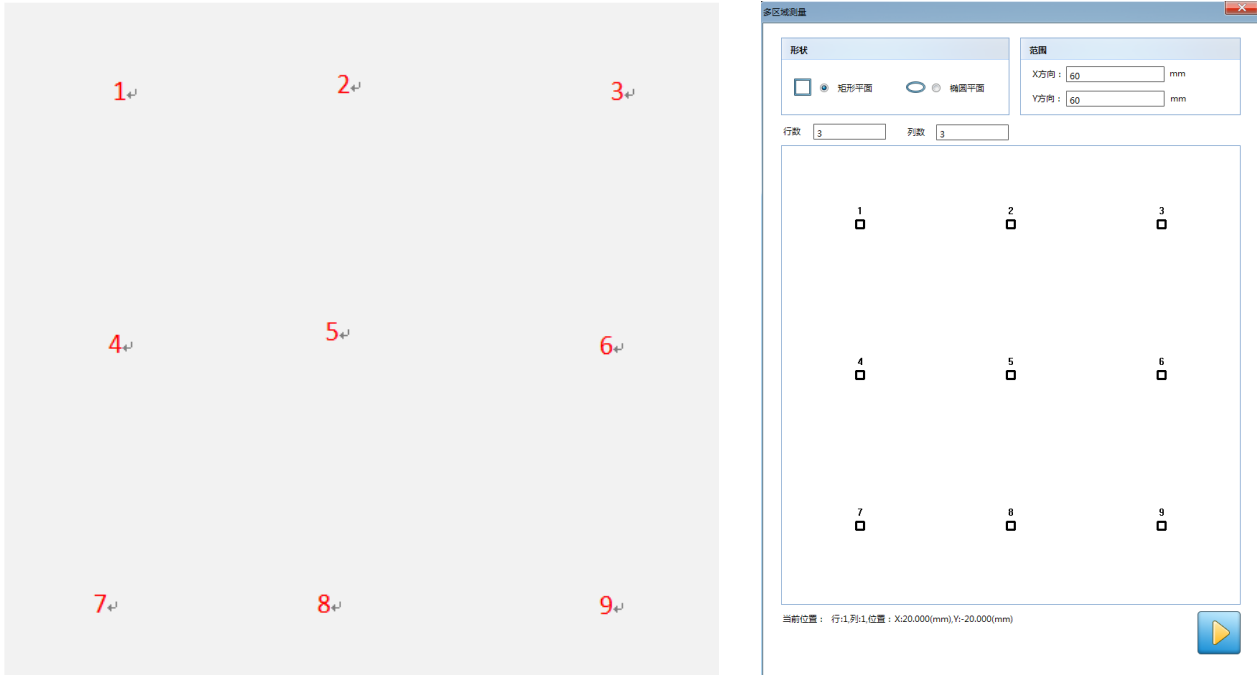 1↵
2↵
3↵
4↵
5↵
6↵
7↵
8↵
9↵
多区域测量
形状
矩形平面
椭圆平面
范围
X方向： 60 mm
Y方向： 60 mm
行数 3 列数 3
1 2 3
4 5 6
7 8 9
当前位置： 行:1,列:1,位置：X:20.000(mm),Y:-20.000(mm)